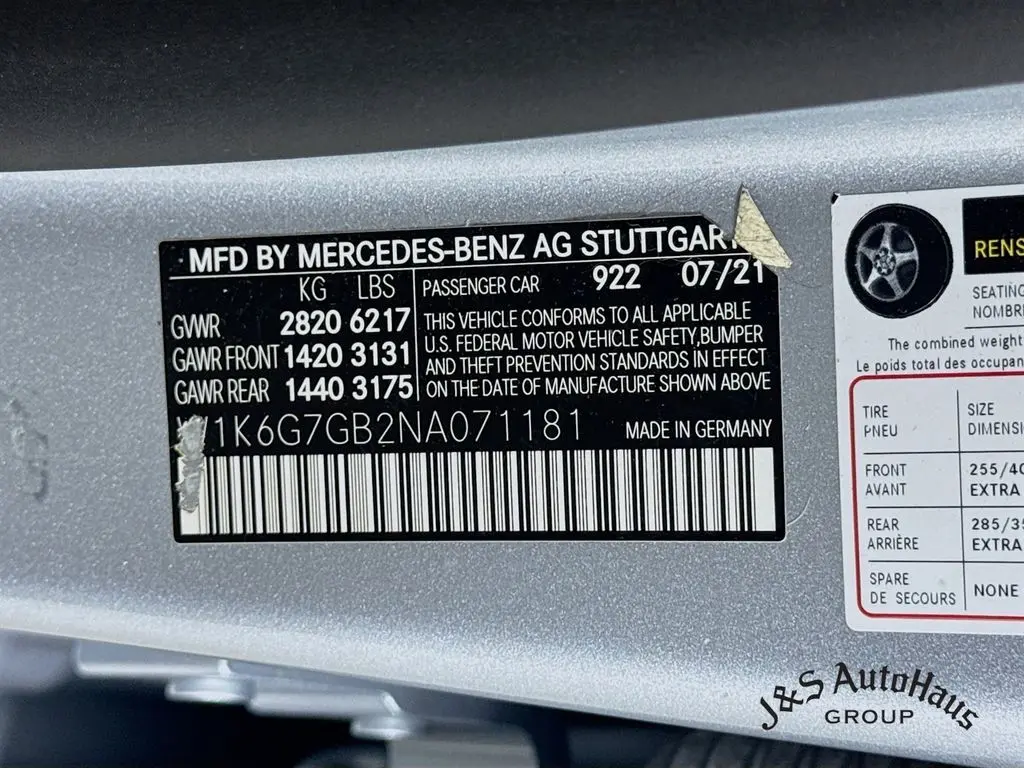 MFD BY MERCEDES-BENZ AG STUTTGART
KG LBS
GVWR 2820 6217
GAWR FRONT 1420 3131
GAWR REAR 1440 3175
PASSENGER CAR 922 07/21
THIS VEHICLE CONFORMS TO ALL APPLICABLE
U.S. FEDERAL MOTOR VEHICLE SAFETY,BUMPER
AND THEFT PREVENTION STANDARDS IN EFFECT
ON THE DATE OF MANUFACTURE SHOWN ABOVE
W1K6G7GB2NA071181
MADE IN GERMANY
RENS
SEATING
NOMBRE
The combined weight
Le poids total des occupan
TIRE
PNEU
SIZE
DIMENSI
FRONT
AVANT
255/40
EXTRA
REAR
ARRIÈRE
285/35
EXTRA
SPARE
DE SECOURS
NONE
J&S AutoHaus
GROUP